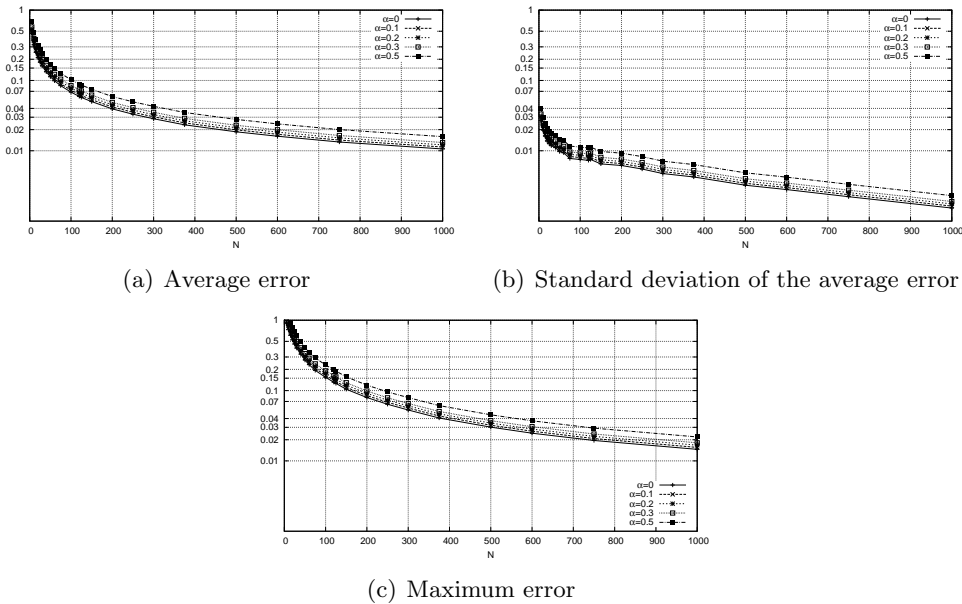 1
0.5
0.3
0.2
0.15
0.1
0.07
0.04
0.03
0.02
0.01
α=0
α=0.1
α=0.2
α=0.3
α=0.5
0 100 200 300 400 500 600 700 800 900 1000
N
(a) Average error
1
0.5
0.3
0.2
0.15
0.1
0.07
0.04
0.03
0.02
0.01
α=0
α=0.1
α=0.2
α=0.3
α=0.5
0 100 200 300 400 500 600 700 800 900 1000
N
(b) Standard deviation of the average error
1
0.5
0.3
0.2
0.15
0.1
0.07
0.04
0.03
0.02
0.01
α=0
α=0.1
α=0.2
α=0.3
α=0.5
0 100 200 300 400 500 600 700 800 900 1000
N
(c) Maximum error